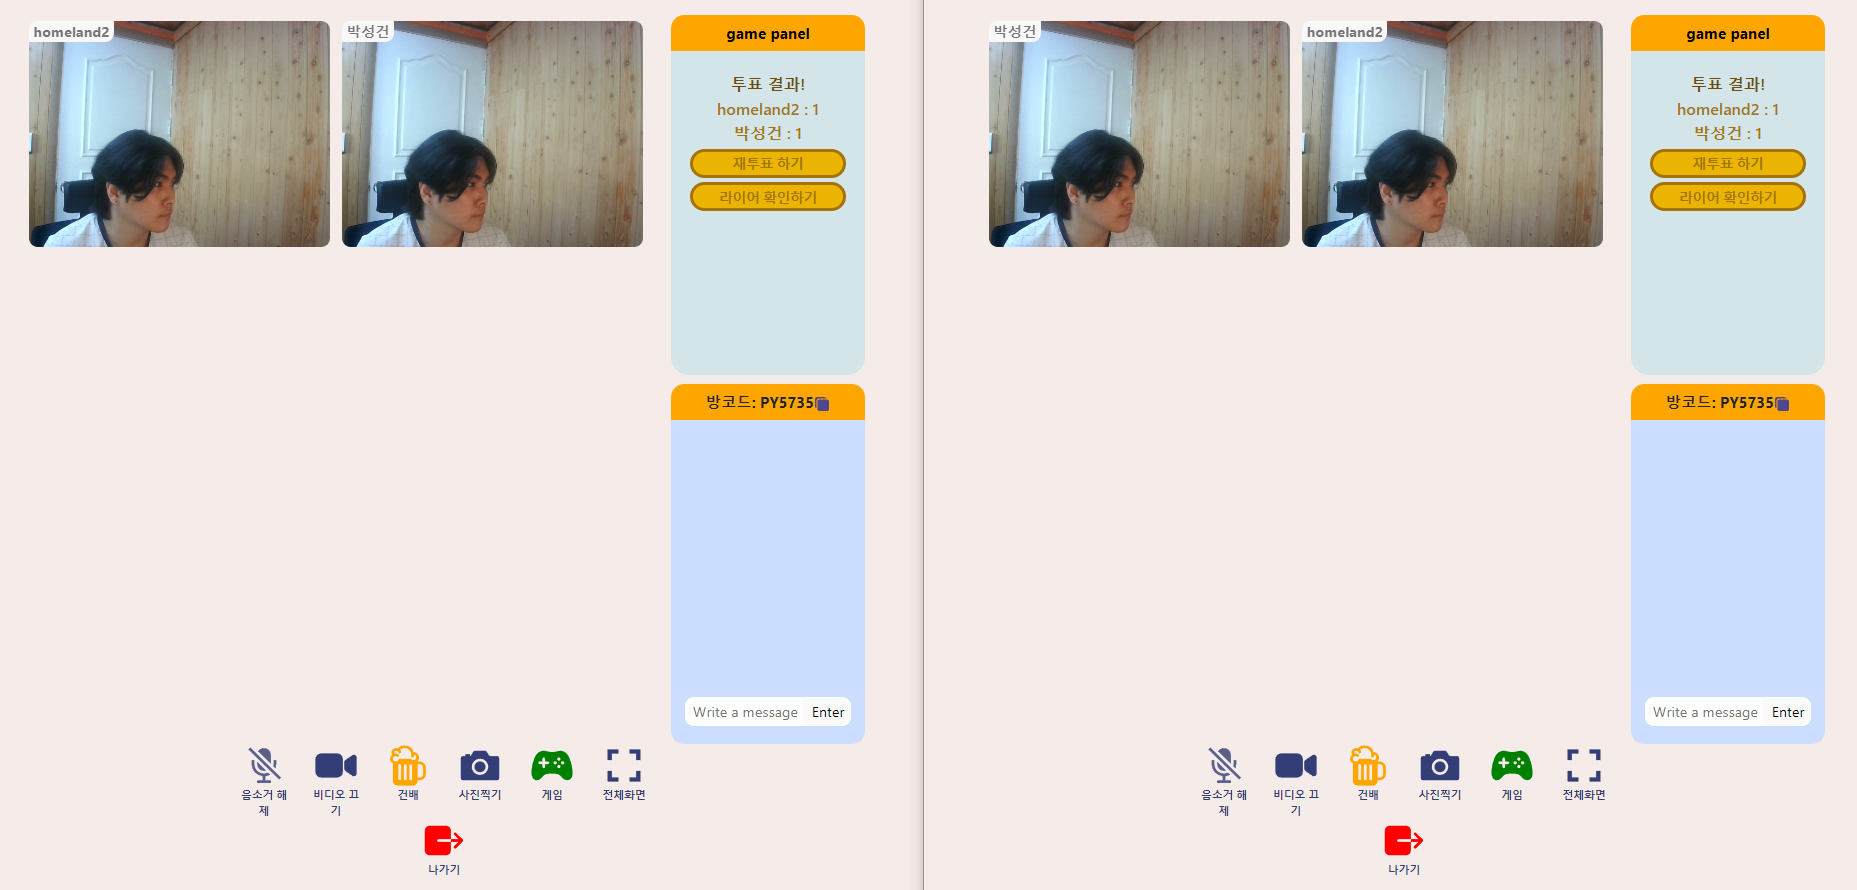 homeland2
박성건
game panel
투표 결과!
homeland2 : 1
박성건 : 1
재투표 하기
라이어 확인하기
방코드: PY5735
Write a message
Enter
음소거 해
제
비디오 끄
기
건배
사진찍기
게임
전체화면
나가기
박성건
homeland2
game panel
투표 결과!
homeland2 : 1
박성건 : 1
재투표 하기
라이어 확인하기
방코드: PY5735
Write a message
Enter
음소거 해
제
비디오 끄
기
건배
사진찍기
게임
전체화면
나가기